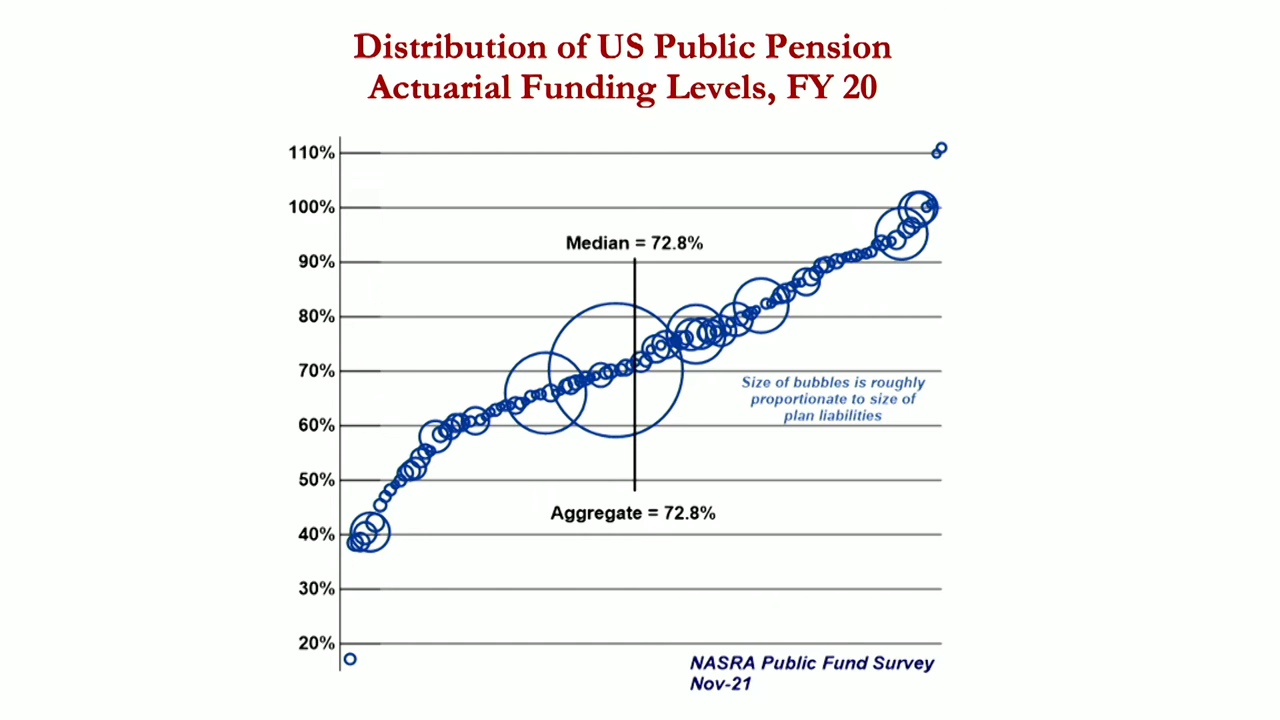 Distribution of US Public Pension
Actuarial Funding Levels, FY 20
110%
100%
Median = 72.8%
90%
80%
70%
Size of bubbles is roughly
proportionate to size of
plan liabilities
60%
50%
Aggregate = 72.8%
40%
30%
20%
NASRA Public Fund Survey
Nov-21